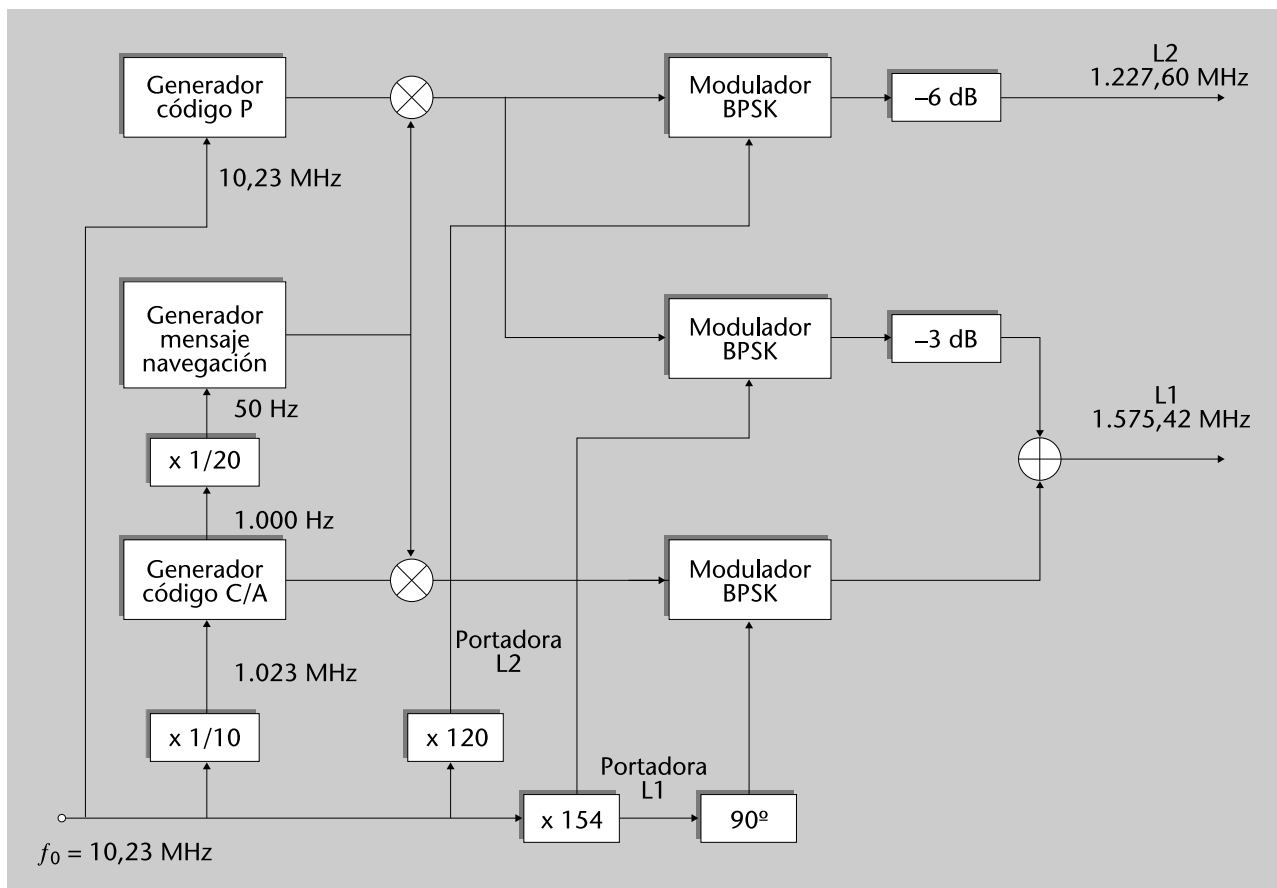 L2
1.227,60 MHz
Generador
código P
Modulador
BPSK
–6 dB
10,23 MHz
Generador
mensaje
navegación
Modulador
BPSK
–3 dB
L1
1.575,42 MHz
50 Hz
x 1/20
1.000 Hz
Generador
código C/A
Modulador
BPSK
Portadora
L2
1.023 MHz
x 1/10
x 120
Portadora
L1
x 154
90º
f0 = 10,23 MHz